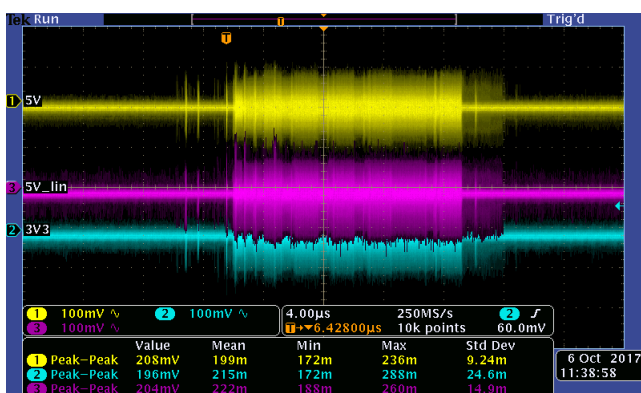 Tek Run Trig'd
T
T
1 5V
3 5V_lin
2 3V3
1 100mV ∿ 2 100mV ∿ 4.00µs 250MS/s 2 ʃ
3 100mV ∿ T→▼6.42800µs 10k points 60.0mV
Value Mean Min Max Std Dev
1 Peak–Peak 208mV 199m 172m 236m 9.24m
2 Peak–Peak 196mV 215m 172m 288m 24.6m
3 Peak–Peak 204mV 222m 188m 260m 14.9m
6 Oct 2017
11:38:58